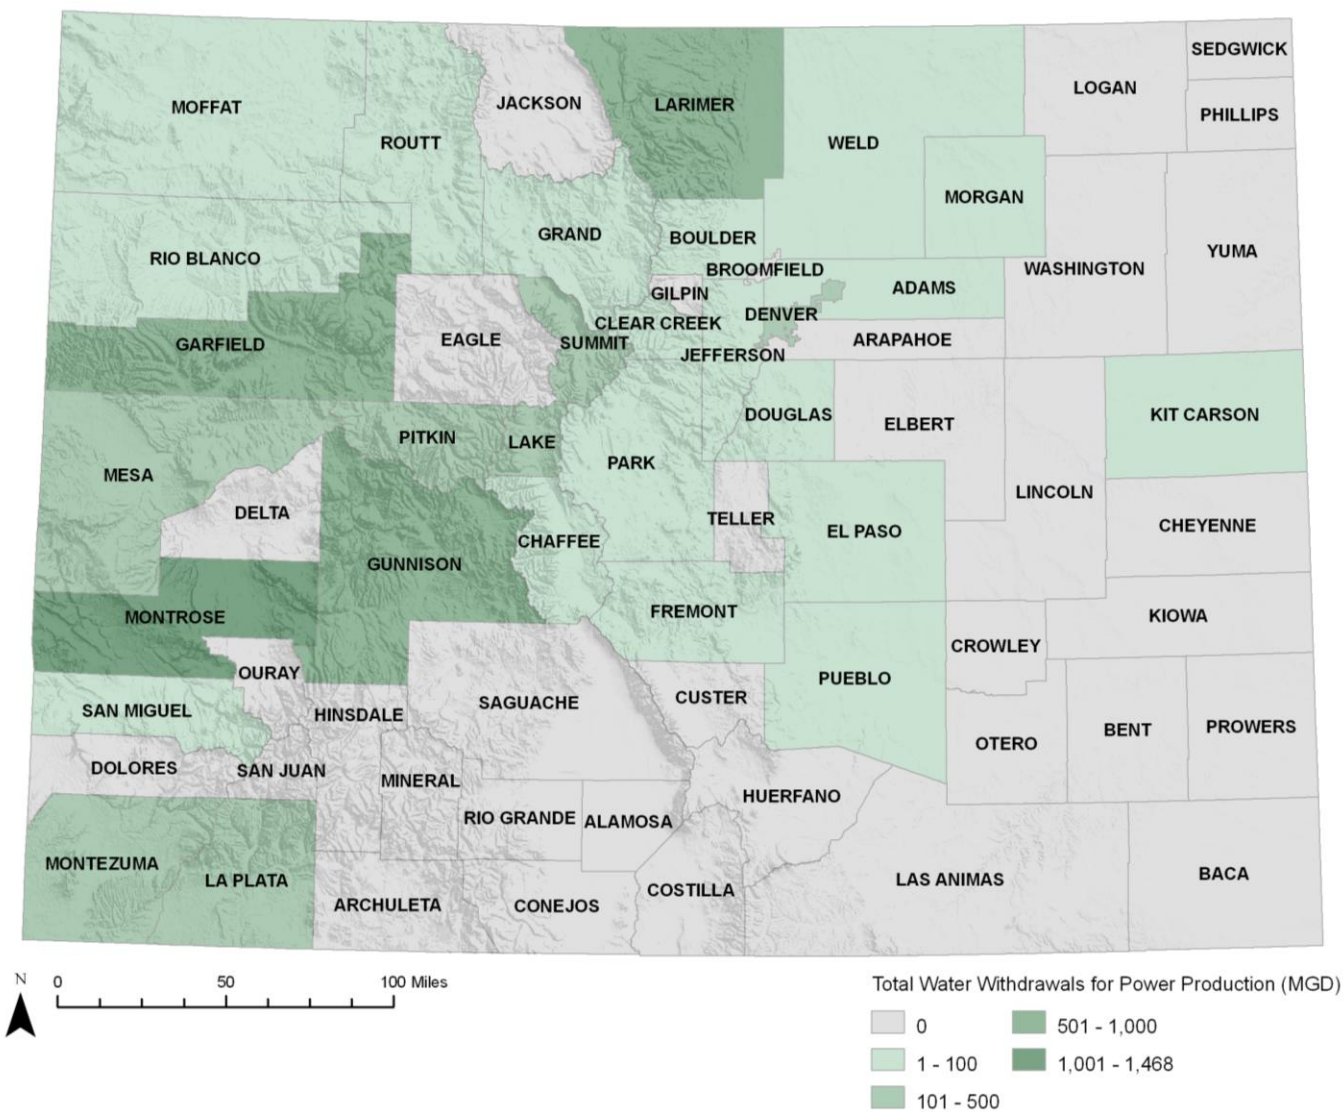 SEDGWICK
LOGAN
JACKSON
LARIMER
MOFFAT
PHILLIPS
ROUTT
WELD
MORGAN
GRAND
BOULDER
YUMA
RIO BLANCO
BROOMFIELD
WASHINGTON
GILPIN
ADAMS
DENVER
CLEAR CREEK
EAGLE
SUMMIT
ARAPAHOE
GARFIELD
JEFFERSON
DOUGLAS
KIT CARSON
ELBERT
PITKIN
LAKE
PARK
MESA
LINCOLN
DELTA
TELLER
CHEYENNE
EL PASO
CHAFFEE
GUNNISON
FREMONT
MONTROSE
KIOWA
CROWLEY
OURAY
PUEBLO
CUSTER
SAGUACHE
SAN MIGUEL
HINSDALE
PROWERS
BENT
OTERO
DOLORES
SAN JUAN
MINERAL
HUERFANO
RIO GRANDE
ALAMOSA
MONTEZUMA
LA PLATA
LAS ANIMAS
BACA
COSTILLA
ARCHULETA
CONEJOS
N
0 50 100 Miles
Total Water Withdrawals for Power Production (MGD)
0
1 - 100
101 - 500
501 - 1,000
1,001 - 1,468